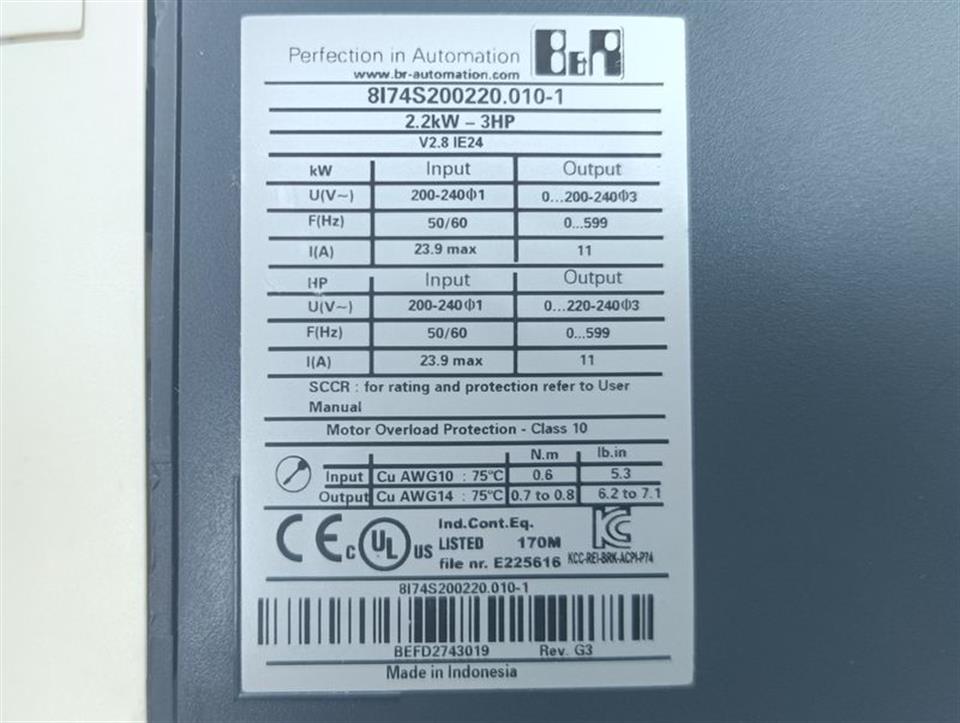 Perfection in Automation B&R
www.br-automation.com
8I74S200220.010-1
2.2kW – 3HP
V2.8 IE24
kW Input Output
U(V~) 200-240Φ1 0...200-240Φ3
F(Hz) 50/60 0...599
I(A) 23.9 max 11
HP Input Output
U(V~) 200-240Φ1 0...220-240Φ3
F(Hz) 50/60 0...599
I(A) 23.9 max 11
SCCR : for rating and protection refer to User
Manual
Motor Overload Protection - Class 10
N.m lb.in
Input Cu AWG10 : 75°C 0.6 5.3
Output Cu AWG14 : 75°C 0.7 to 0.8 6.2 to 7.1
CE c UL US Ind.Cont.Eq. KC
LISTED 170M
file nr. E225616 KCC-REI-BRK-ACPI-P74
8I74S200220.010-1
BEFD2743019 Rev. G3
Made in Indonesia